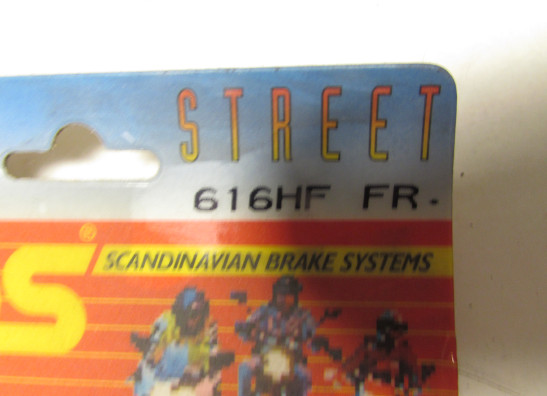 STREET
616HF FR.
S®
SCANDINAVIAN BRAKE SYSTEMS